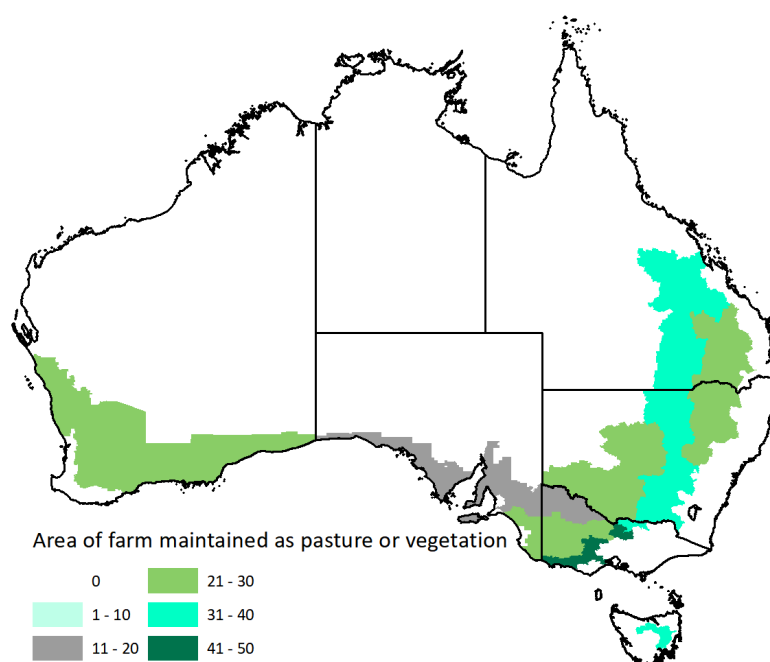 Area of farm maintained as pasture or vegetation
0
21 - 30
1 - 10
31 - 40
11 - 20
41 - 50